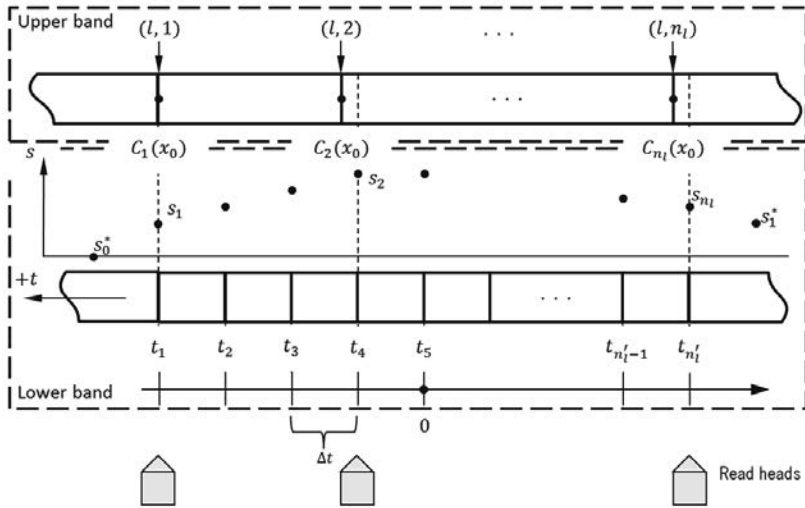 Upper band
(l, 1) (l, 2) . . . (l, n_l)
. . .
s C_1(x_0) C_2(x_0) C_{n_l}(x_0)
s_0^* s_1 s_2 s_{n_l} s_1^*
+t
. . .
t_1 t_2 t_3 t_4 t_5 t_{n_l'-1} t_{n_l'}
Lower band
0
Δt
Read heads